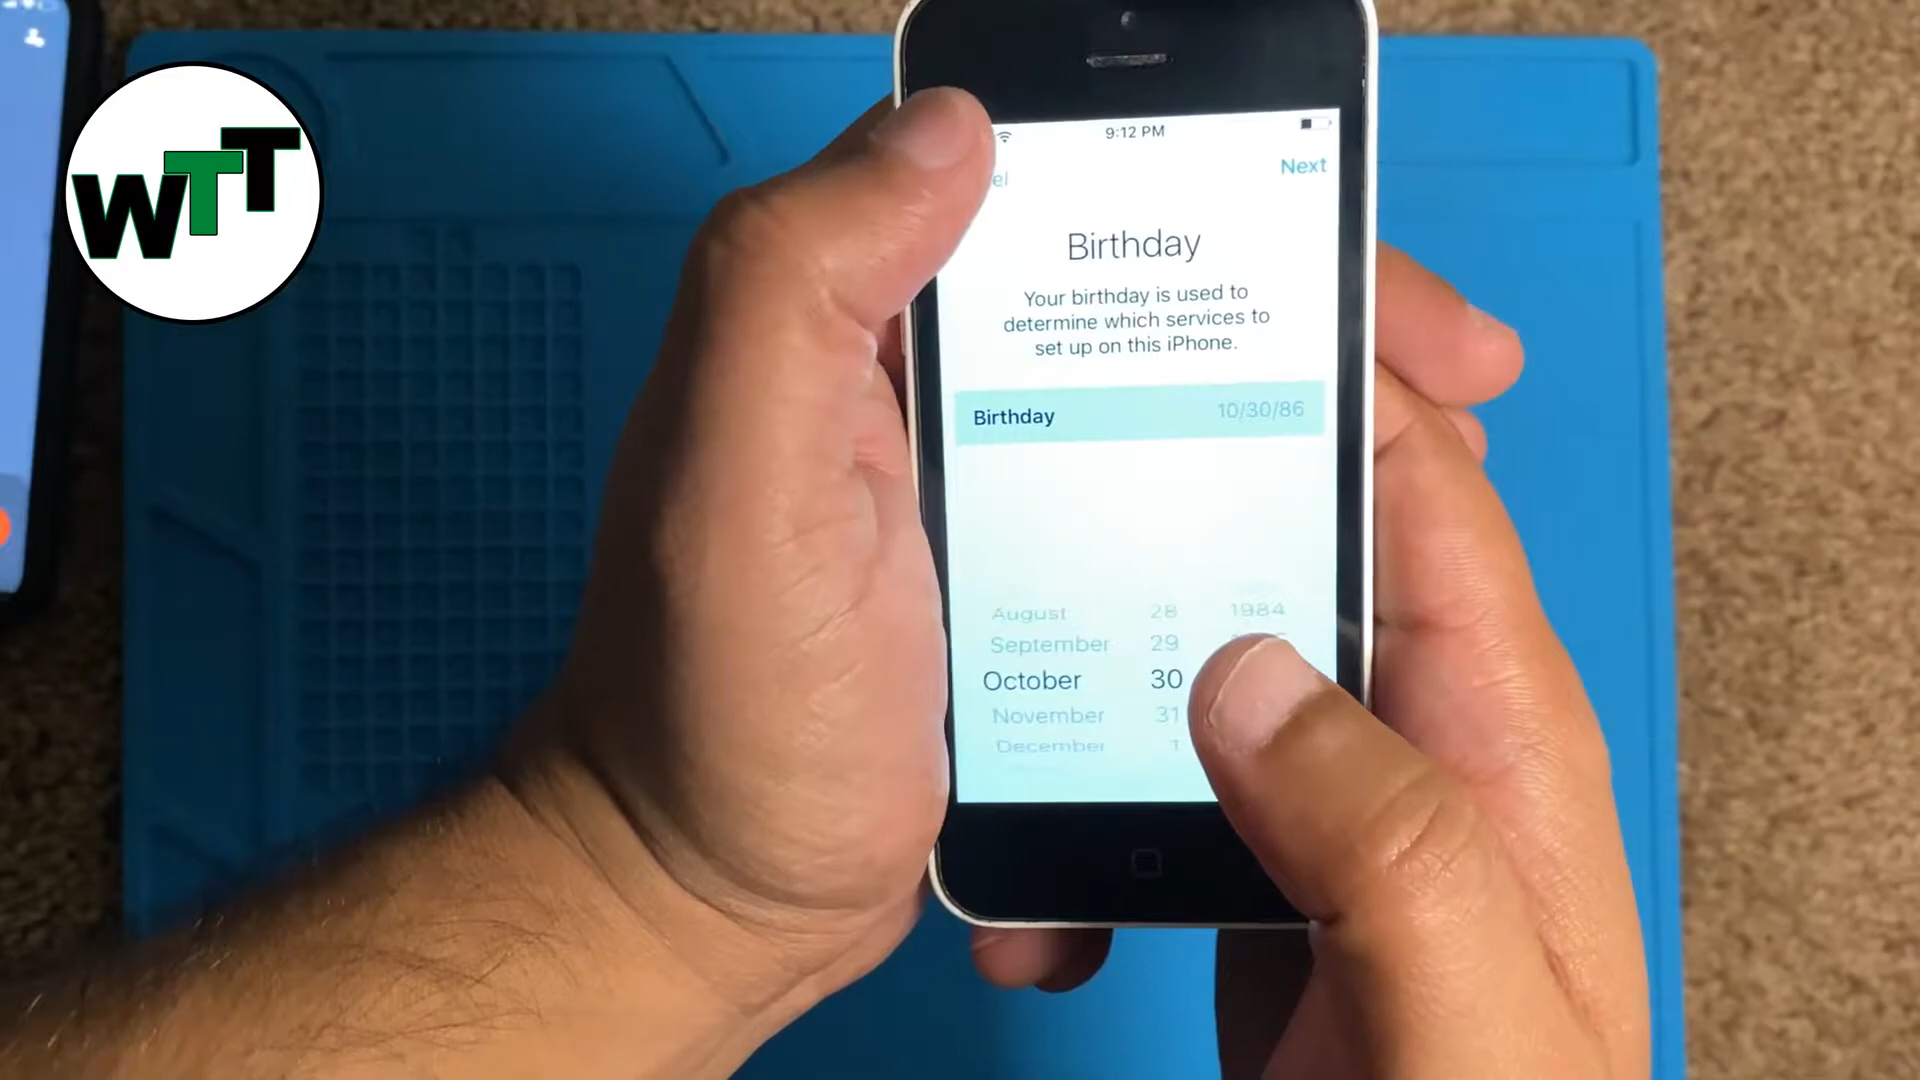 WTT
9:12 PM
el
Next
Birthday
Your birthday is used to
determine which services to
set up on this iPhone.
Birthday 10/30/86
August 28 1984
September 29
October 30
November 31
December 1